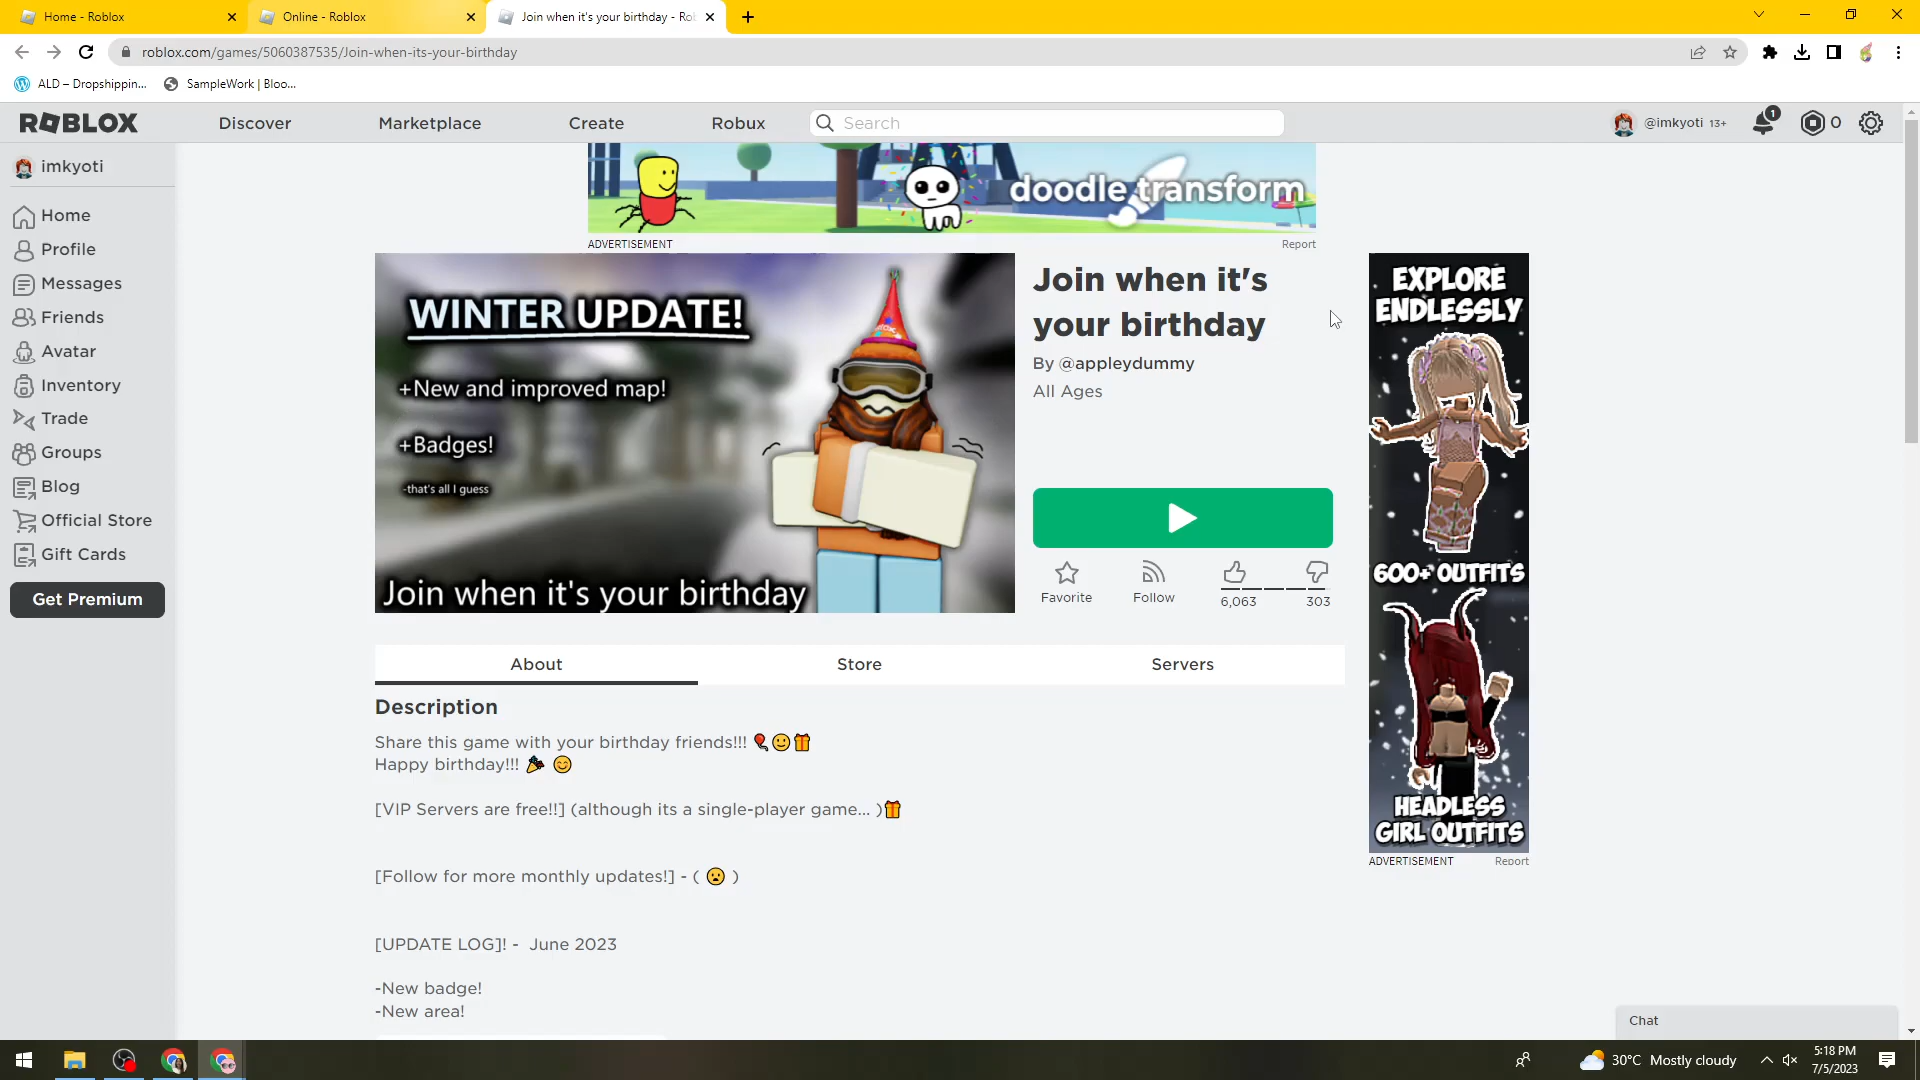 Home - Roblox
Online - Roblox
Join when it's your birthday - Ro
roblox.com/games/5060387535/Join-when-its-your-birthday
ALD – Dropshippin...
SampleWork | Bloo...
ROBLOX
Discover
Marketplace
Create
Robux
Search
@imkyoti 13+
1
0
imkyoti
Home
Profile
Messages
Friends
Avatar
Inventory
Trade
Groups
Blog
Official Store
Gift Cards
Get Premium
doodle transform
ADVERTISEMENT
Report
WINTER UPDATE!
+New and improved map!
+Badges!
-that's all I guess
Join when it's your birthday
Join when it's
your birthday
By @appleydummy
All Ages
Favorite
Follow
6,063
303
EXPLORE
ENDLESSLY
600+ OUTFITS
HEADLESS
GIRL OUTFITS
ADVERTISEMENT
Report
About
Store
Servers
Description
Share this game with your birthday friends!!! 🎈🙂🎁
Happy birthday!!! 🎉 😊
[VIP Servers are free!!] (although its a single-player game... )🎁
[Follow for more monthly updates!] - ( 😮 )
[UPDATE LOG]! - June 2023
-New badge!
-New area!
Chat
30°C Mostly cloudy
5:18 PM
7/5/2023